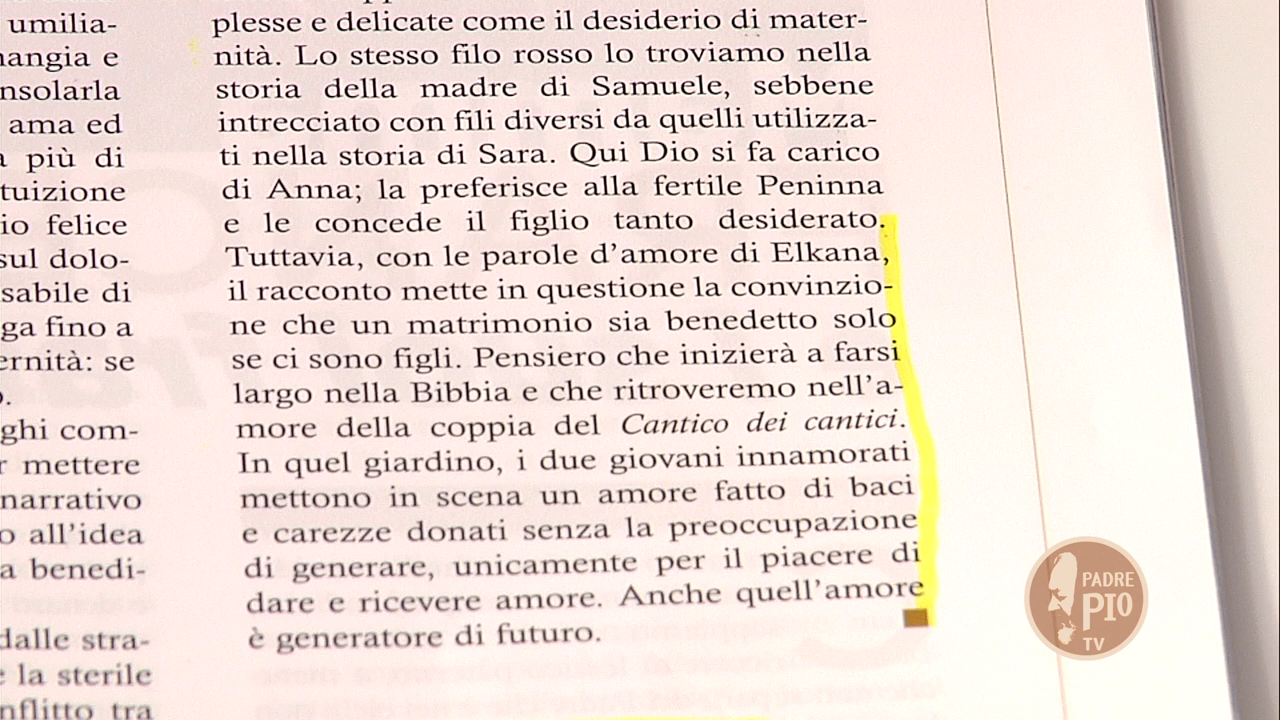 umilia-
angia e
nsolarla
ama ed
più di
tuizione
io felice
sul dolo-
sabile di
ga fino a
ernità: se
ghi com-
r mettere
narrativo
o all'idea
a benedi-
dalle stra-
e la sterile
nflitto tra
plesse e delicate come il desiderio di mater-
nità. Lo stesso filo rosso lo troviamo nella
storia della madre di Samuele, sebbene
intrecciato con fili diversi da quelli utilizza-
ti nella storia di Sara. Qui Dio si fa carico
di Anna; la preferisce alla fertile Peninna
e le concede il figlio tanto desiderato.
Tuttavia, con le parole d'amore di Elkana,
il racconto mette in questione la convinzio-
ne che un matrimonio sia benedetto solo
se ci sono figli. Pensiero che inizierà a farsi
largo nella Bibbia e che ritroveremo nell'a-
more della coppia del Cantico dei cantici.
In quel giardino, i due giovani innamorati
mettono in scena un amore fatto di baci
e carezze donati senza la preoccupazione
di generare, unicamente per il piacere di
dare e ricevere amore. Anche quell'amore
è generatore di futuro.
PADRE
PIO
TV